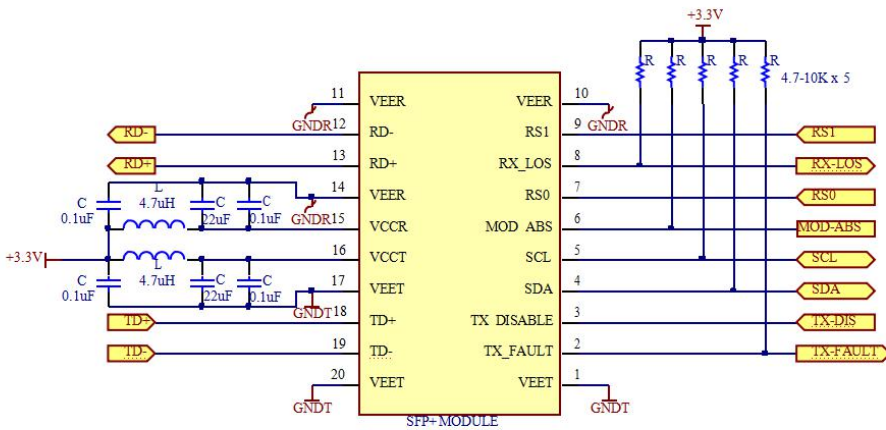 +3.3V
R R R R R
4.7-10K x 5
11 VEER VEER 10
GNDR GNDR
RD- 12 RD- RS1 9 RS1
RD+ 13 RD+ RX_LOS 8 RX-LOS
14 VEER RS0 7 RS0
GNDR
C 0.1uF L 4.7uH C 22uF C 0.1uF
15 VCCR MOD ABS 6 MOD-ABS
+3.3V 16 VCCT SCL 5 SCL
C 0.1uF L 4.7uH C 22uF C 0.1uF
17 VEET SDA 4 SDA
GNDT
TD+ 18 TD+ TX DISABLE 3 TX-DIS
TD- 19 TD- TX_FAULT 2 TX-FAULT
20 VEET VEET 1
GNDT GNDT
SFP+ MODULE